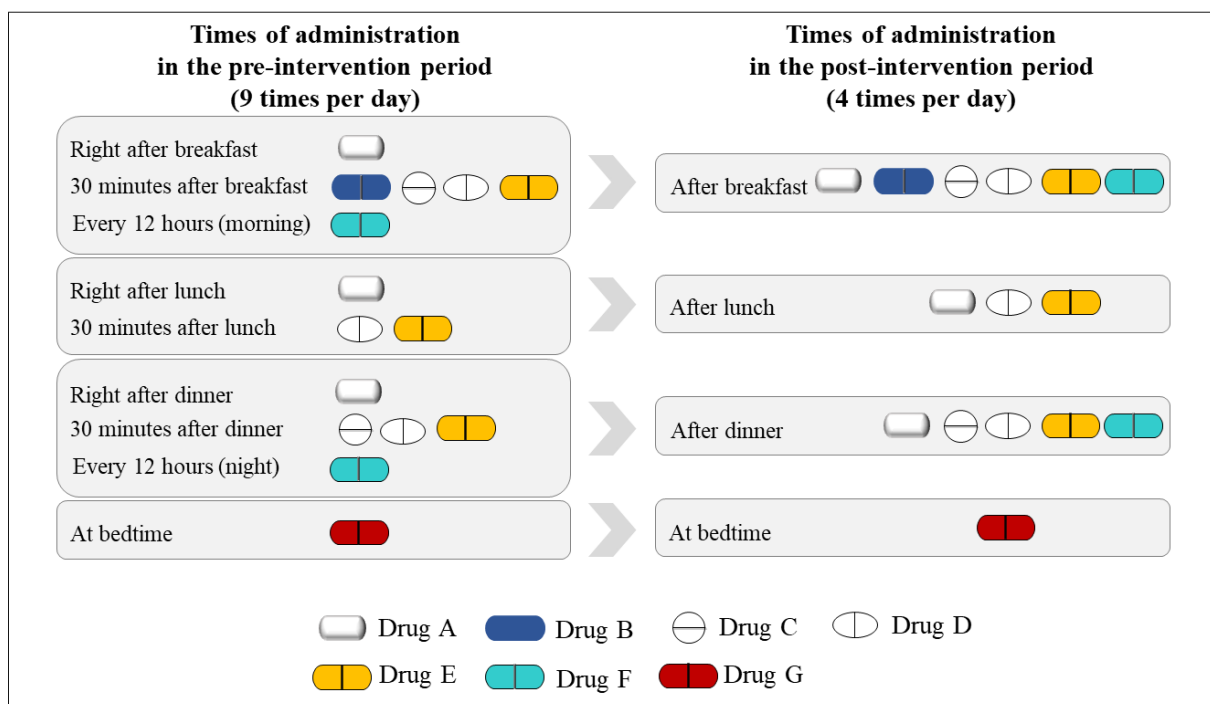 Times of administration
in the pre-intervention period
(9 times per day)
Times of administration
in the post-intervention period
(4 times per day)
Right after breakfast
30 minutes after breakfast
Every 12 hours (morning)
After breakfast
Right after lunch
30 minutes after lunch
After lunch
Right after dinner
30 minutes after dinner
Every 12 hours (night)
After dinner
At bedtime
At bedtime
Drug A
Drug B
Drug C
Drug D
Drug E
Drug F
Drug G